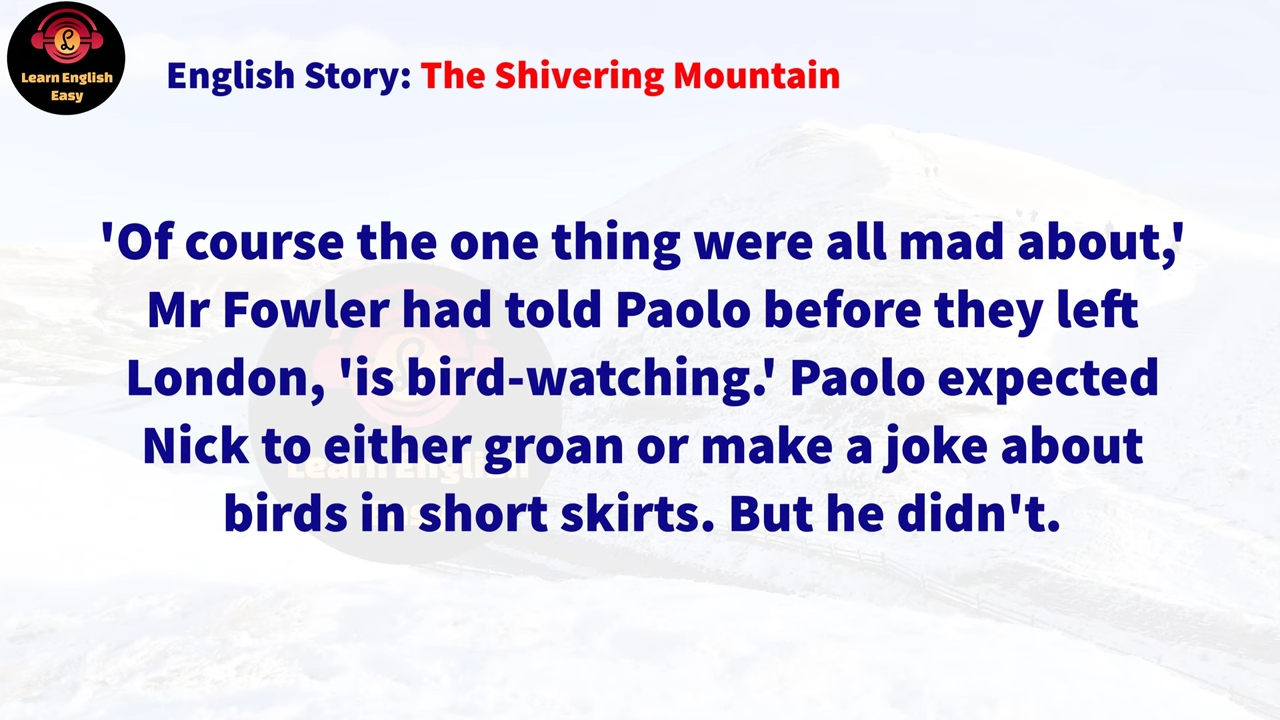 Learn English
Easy
English Story: The Shivering Mountain
'Of course the one thing were all mad about,'
Mr Fowler had told Paolo before they left
London, 'is bird-watching.' Paolo expected
Nick to either groan or make a joke about
birds in short skirts. But he didn't.
Learn English